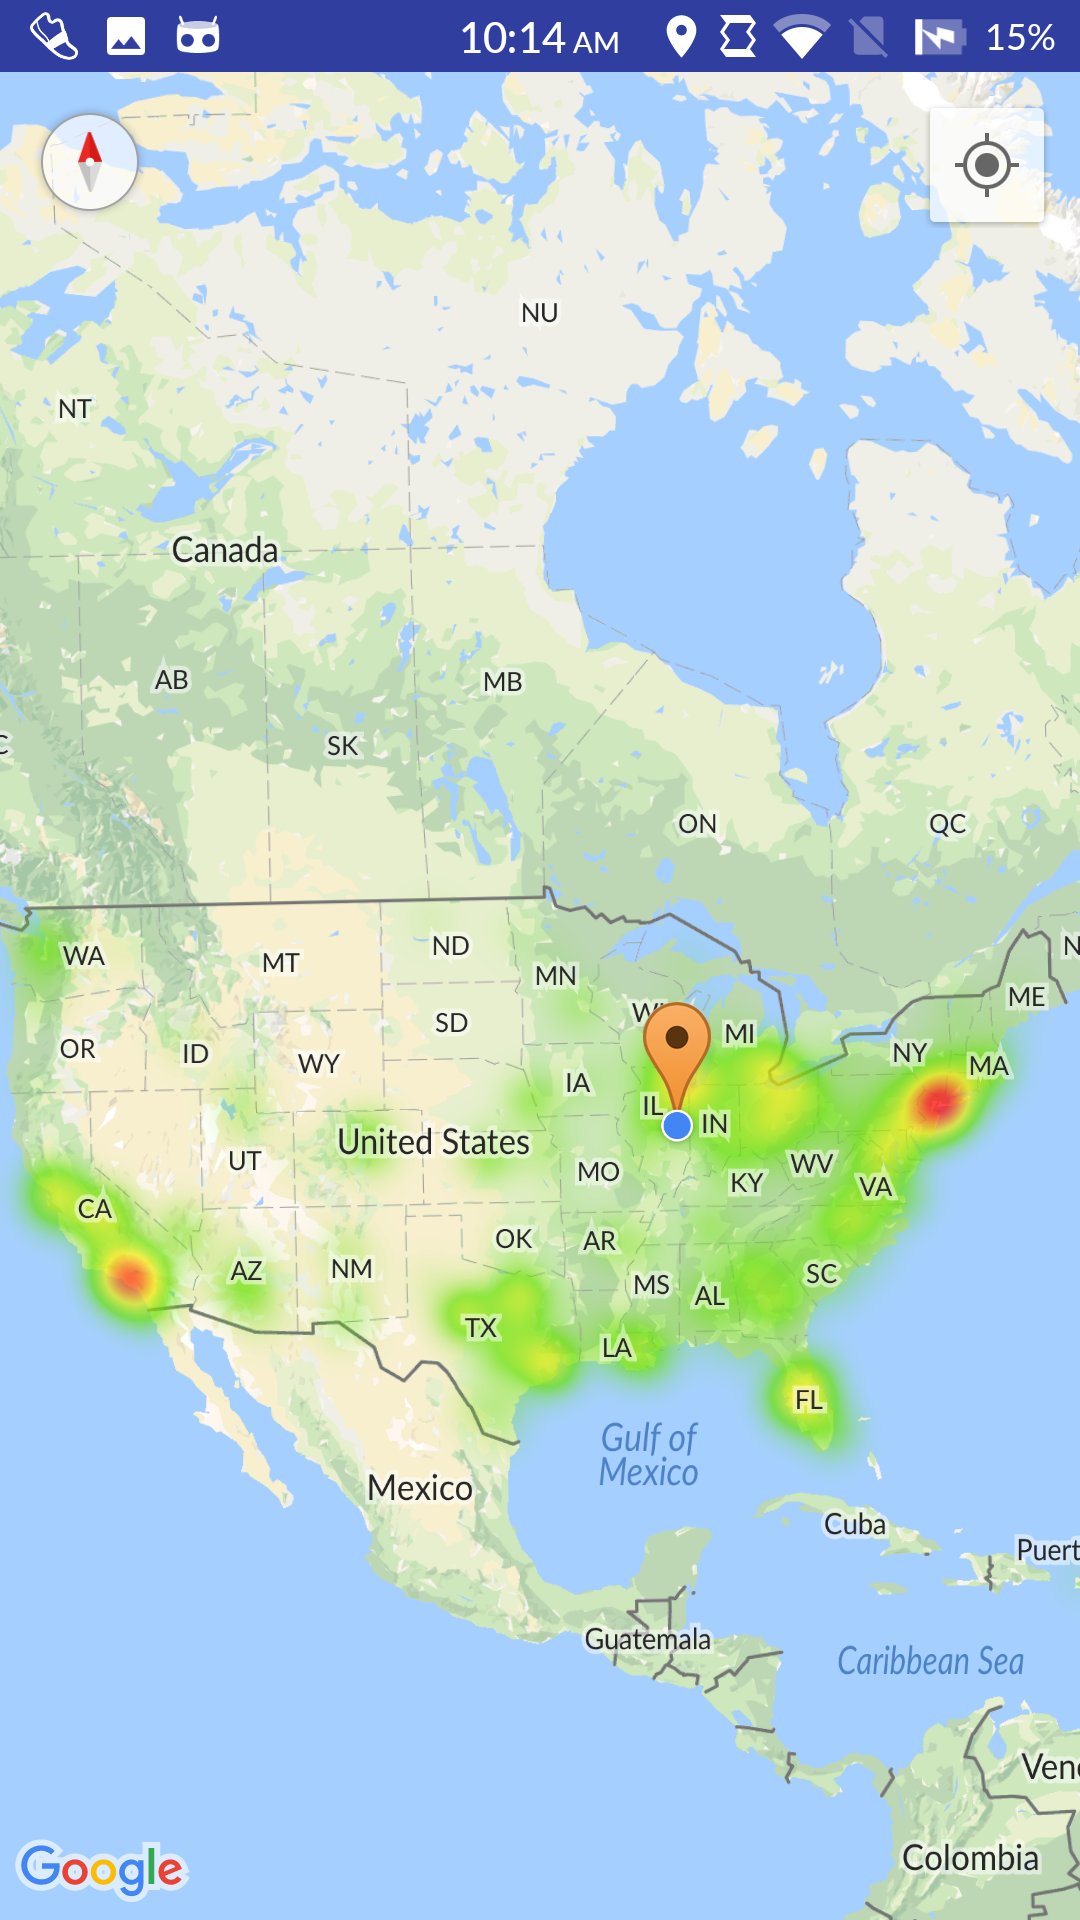 10:14 AM
15%
NU
NT
Canada
AB
MB
SK
ON
QC
WA
ND
MT
MN
ME
SD
MI
OR
ID
WY
NY
MA
IA
IL
IN
United States
UT
MO
KY
WV
VA
CA
OK
AR
AZ
NM
SC
MS
AL
TX
LA
FL
Gulf of
Mexico
Mexico
Cuba
Puert
Guatemala
Caribbean Sea
Vene
Colombia
Google